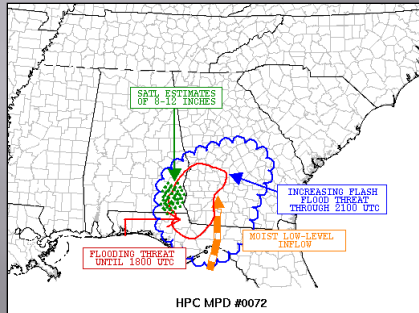 SATL ESTIMATES
OF 8-12 INCHES
INCREASING FLASH
FLOOD THREAT
THROUGH 2100 UTC
MOIST LOW-LEVEL
INFLOW
FLOODING THREAT
UNTIL 1800 UTC
HPC MPD #0072